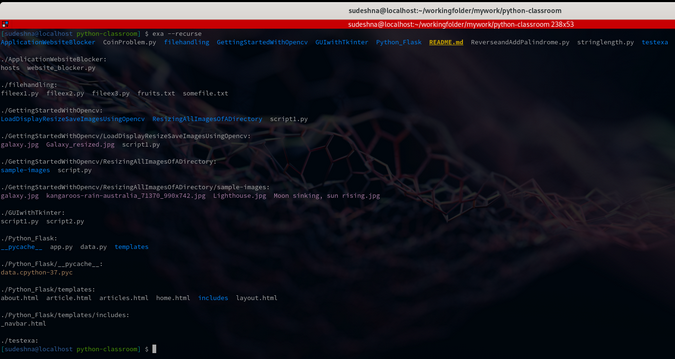 sudeshna@localhost:~/workingfolder/mywork/python-classroom
sudeshna@localhost:~/workingfolder/mywork/python-classroom 238x53
[sudeshna@localhost python-classroom] $ exa --recurse
ApplicationWebsiteBlocker CoinProblem.py filehandling GettingStartedWithOpencv GUIwithTkinter Python_Flask README.md ReverseandAddPalindrome.py stringlength.py testexa
./ApplicationWebsiteBlocker:
hosts website_blocker.py
./filehandling:
fileex1.py fileex2.py fileex3.py fruits.txt somefile.txt
./GettingStartedWithOpencv:
LoadDisplayResizeSaveImagesUsingOpencv ResizingAllImagesOfADirectory script1.py
./GettingStartedWithOpencv/LoadDisplayResizeSaveImagesUsingOpencv:
galaxy.jpg Galaxy_resized.jpg script1.py
./GettingStartedWithOpencv/ResizingAllImagesOfADirectory:
sample-images script.py
./GettingStartedWithOpencv/ResizingAllImagesOfADirectory/sample-images:
galaxy.jpg kangaroos-rain-australia_71370_990x742.jpg Lighthouse.jpg Moon sinking, sun rising.jpg
./GUIwithTkinter:
script1.py script2.py
./Python_Flask:
__pycache__ app.py data.py templates
./Python_Flask/__pycache__:
data.cpython-37.pyc
./Python_Flask/templates:
about.html article.html articles.html home.html includes layout.html
./Python_Flask/templates/includes:
_navbar.html
./testexa:
[sudeshna@localhost python-classroom] $